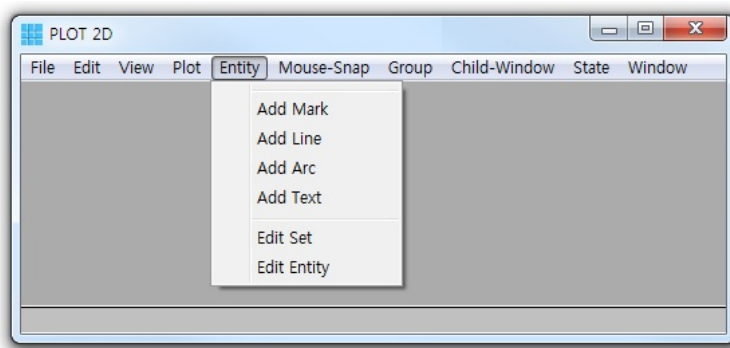 PLOT 2D
File Edit View Plot Entity Mouse-Snap Group Child-Window State Window
Add Mark
Add Line
Add Arc
Add Text
Edit Set
Edit Entity